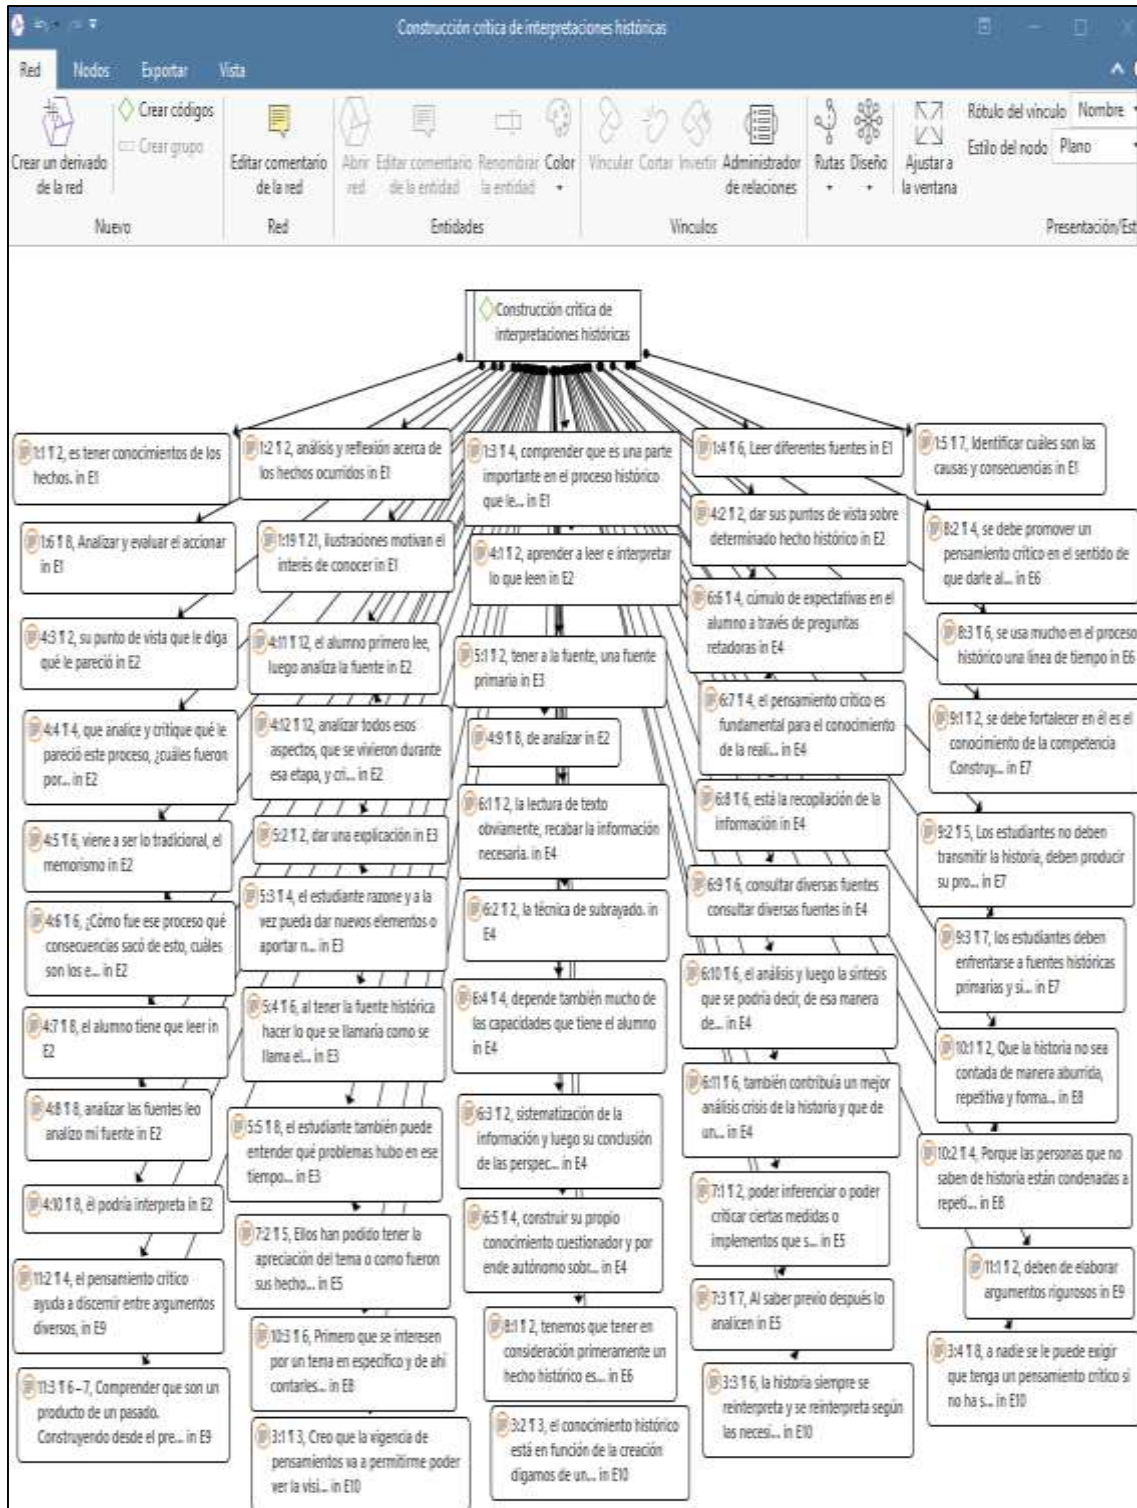 Construcción crítica de interpretaciones históricas
Red
Nodos
Exportar
Vista
Crear un derivado
de la red
Crear códigos
Crear grupo
Nuevo
Editar comentario
de la red
Red
Abrir
red
Editar comentario
de la entidad
Renombrar
la entidad
Color
Entidades
Vincular
Cortar
Invertir
Administrador
de relaciones
Vínculos
Rutas
Diseño
Ajustar a
la ventana
Rótulo del vínculo
Nombre
Estilo del nodo
Plano
Presentación/Est
Construcción crítica de
interpretaciones históricas
1:1 ¶ 2, es tener conocimientos de los
hechos. in E1
1:2 ¶ 2, análisis y reflexión acerca de
los hechos ocurridos in E1
1:3 ¶ 4, comprender que es una parte
importante en el proceso histórico
que le... in E1
1:4 ¶ 6, Leer diferentes fuentes in E1
1:5 ¶ 7, Identificar cuáles son las
causas y consecuencias in E1
1:6 ¶ 8, Analizar y evaluar el accionar
in E1
1:19 ¶ 21, ilustraciones motivan el
interés de conocer in E1
4:1 ¶ 2, aprender a leer e interpretar
lo que leen in E2
4:2 ¶ 2, dar sus puntos de vista sobre
determinado hecho histórico in E2
8:2 ¶ 4, se debe promover un
pensamiento crítico en el sentido de
que darle al... in E6
4:3 ¶ 2, su punto de vista que le diga
qué le pareció in E2
4:11 ¶ 12, el alumno primero lee,
luego analiza la fuente in E2
5:1 ¶ 2, tener a la fuente, una fuente
primaria in E3
6:6 ¶ 4, cúmulo de expectativas en el
alumno a través de preguntas
retadoras in E4
8:3 ¶ 6, se usa mucho en el proceso
histórico una línea de tiempo in E6
4:4 ¶ 4, que analice y critique qué le
pareció este proceso, ¿cuáles fueron
por... in E2
4:12 ¶ 12, analizar todos esos
aspectos, que se vivieron durante
esa etapa, y cri... in E2
4:9 ¶ 8, de analizar in E2
6:7 ¶ 4, el pensamiento crítico es
fundamental para el conocimiento
de la reali... in E4
9:1 ¶ 2, se debe fortalecer en él es el
conocimiento de la competencia
Construy... in E7
4:5 ¶ 6, viene a ser lo tradicional, el
memorismo in E2
5:2 ¶ 2, dar una explicación in E3
6:1 ¶ 2, la lectura de texto
obviamente, recabar la información
necesaria. in E4
6:8 ¶ 6, está la recopilación de la
información in E4
9:2 ¶ 5, Los estudiantes no deben
transmitir la historia, deben producir
su pro... in E7
4:6 ¶ 6, ¿Cómo fue ese proceso qué
consecuencias sacó de esto, cuáles
son los e... in E2
5:3 ¶ 4, el estudiante razone y a la
vez pueda dar nuevos elementos o
aportar n... in E3
6:2 ¶ 2, la técnica de subrayado. in
E4
6:9 ¶ 6, consultar diversas fuentes
consultar diversas fuentes in E4
9:3 ¶ 7, los estudiantes deben
enfrentarse a fuentes históricas
primarias y si... in E7
4:7 ¶ 8, el alumno tiene que leer in
E2
5:4 ¶ 6, al tener la fuente histórica
hacer lo que se llamaría como se
llama el... in E3
6:4 ¶ 4, depende también mucho de
las capacidades que tiene el alumno
in E4
6:10 ¶ 6, el análisis y luego la síntesis
que se podría decir, de esa manera
de... in E4
10:1 ¶ 2, Que la historia no sea
contada de manera aburrida,
repetitiva y forma... in E8
4:8 ¶ 8, analizar las fuentes leo
analizo mi fuente in E2
5:5 ¶ 8, el estudiante también puede
entender qué problemas hubo en ese
tiempo... in E3
6:3 ¶ 2, sistematización de la
información y luego su conclusión
de las perspec... in E4
6:11 ¶ 6, también contribuía un mejor
análisis crisis de la historia y que de
un... in E4
10:2 ¶ 4, Porque las personas que no
saben de historia están condenadas a
repeti... in E8
4:10 ¶ 8, él podría interpreta in E2
7:2 ¶ 5, Ellos han podido tener la
apreciación del tema o como fueron
sus hecho... in E5
6:5 ¶ 4, construir su propio
conocimiento cuestionador y por
ende autónomo sobr... in E4
7:1 ¶ 2, poder inferenciar o poder
criticar ciertas medidas o
implementos que s... in E5
11:1 ¶ 2, deben de elaborar
argumentos rigurosos in E9
11:2 ¶ 4, el pensamiento crítico
ayuda a discernir entre argumentos
diversos, in E9
10:3 ¶ 6, Primero que se interesen
por un tema en específico y de ahí
contarles... in E8
8:1 ¶ 2, tenemos que tener en
consideración primeramente un
hecho histórico es... in E6
7:3 ¶ 7, Al saber previo después lo
analicen in E5
3:4 ¶ 8, a nadie se le puede exigir
que tenga un pensamiento crítico si
no ha s... in E10
11:3 ¶ 6 – 7, Comprender que son un
producto de un pasado.
Construyendo desde el pre... in E9
3:1 ¶ 3, Creo que la vigencia de
pensamientos va a permitirme poder
ver la visi... in E10
3:2 ¶ 3, el conocimiento histórico
está en función de la creación
digamos de un... in E10
3:3 ¶ 6, la historia siempre se
reinterpreta y se reinterpreta según
las necesi... in E10